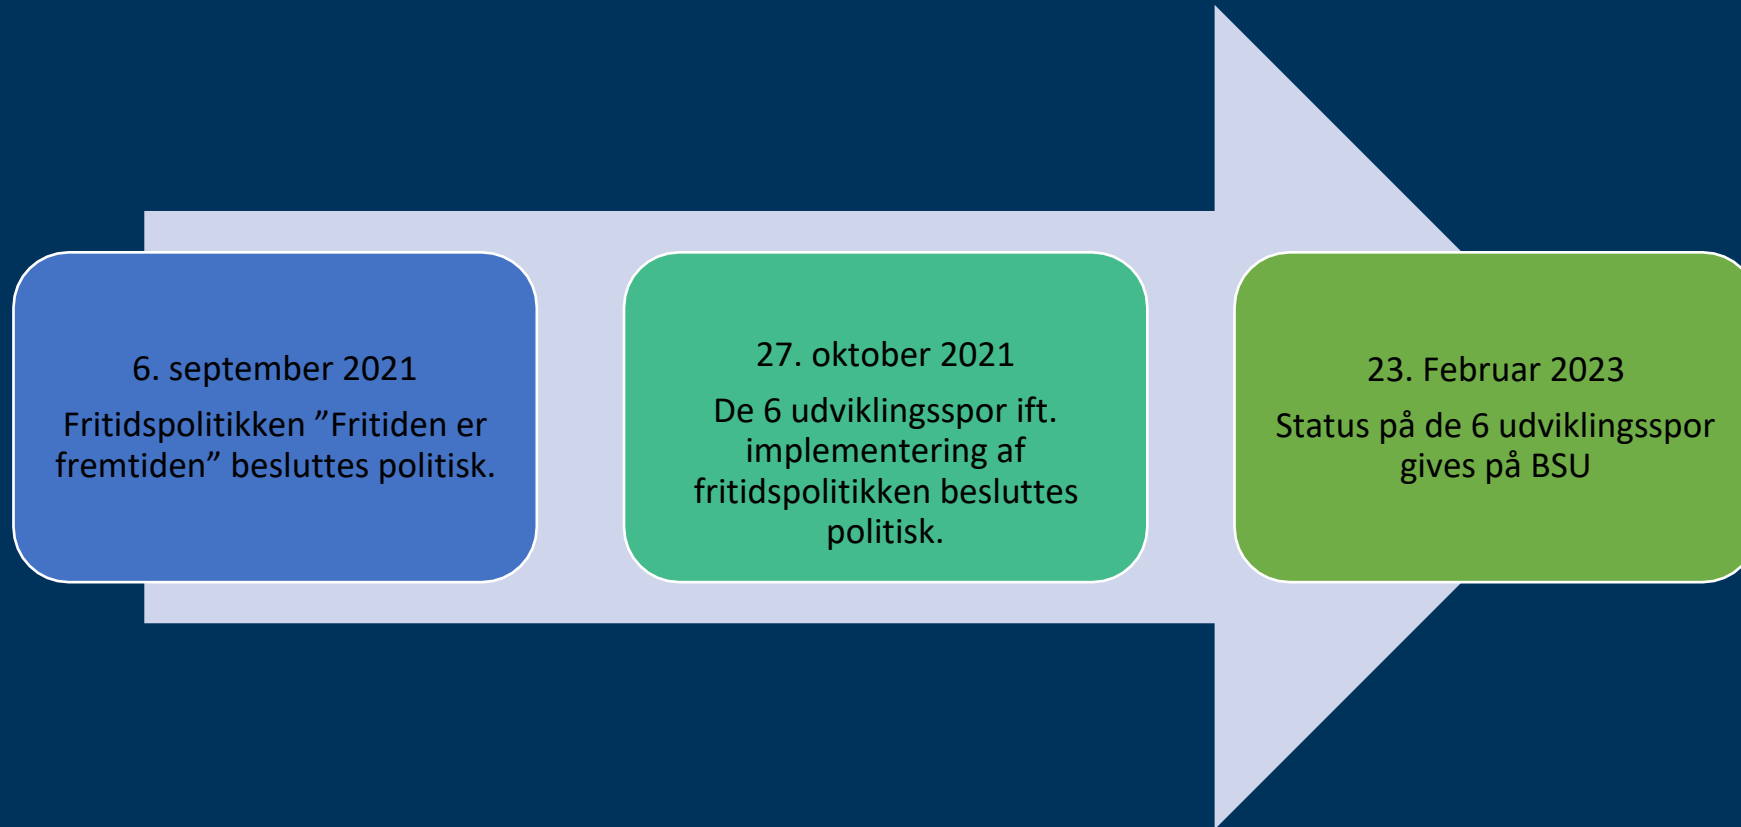 6. september 2021
Fritidspolitikken ”Fritiden er
fremtiden” besluttes politisk.
27. oktober 2021
De 6 udviklingsspor ift.
implementering af
fritidspolitikken besluttes
politisk.
23. Februar 2023
Status på de 6 udviklingsspor
gives på BSU